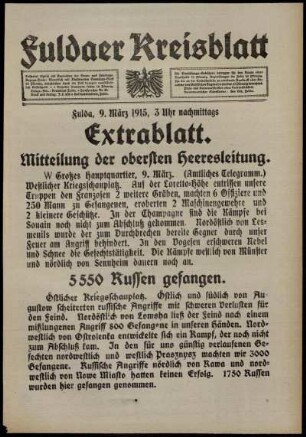 Fuldaer Kreisblatt
Fulda, 9. März 1915, 3 Uhr nachmittags
Extrablatt.
Mitteilung der obersten Heeresleitung.
W Großes Hauptquartier, 9. März. (Amtliches Telegramm.)
Westlicher Kriegsschauplatz. Auf der Loretto-Höhe entrissen unsere
Truppen den Franzosen 2 weitere Gräben, machten 6 Offiziere und
250 Mann zu Gefangenen, eroberten 2 Maschinengewehre und
2 kleinere Geschütze. In der Champagne sind die Kämpfe bei
Souain noch nicht zum Abschluß gekommen. Nordöstlich von
wurde der zum Durchbrechen bereite Gegner durch unser
Feuer am Angriff behindert. In den Vogesen erschweren Nebel
und Schnee die Gefechtstätigkeit. Die Kämpfe westlich von Münster
und nördlich von Sennheim dauern noch an.
5550 Russen gefangen.
Östlicher Kriegsschauplatz. Östlich und südlich von
Augustow scheiterten russische Angriffe mit schweren Verlusten für
den Feind. Nordöstlich von Lomsha ließ der Feind nach einem
mißlungenen Angriff 800 Gefangene in unseren Händen. Nord-
westlich von Ostrolenka entwickelte sich ein Kampf, der noch nicht
zum Abschluß kam. In den für uns günstig verlaufenen Ge-
fechten nordwestlich und westlich Prasznysz machten wir 3000
Gefangene. Russische Angriffe nördlich von Rawa und nord-
westlich von Nowe Miasto hatten keinen Erfolg. 1750 Russen
wurden hier gefangen genommen.